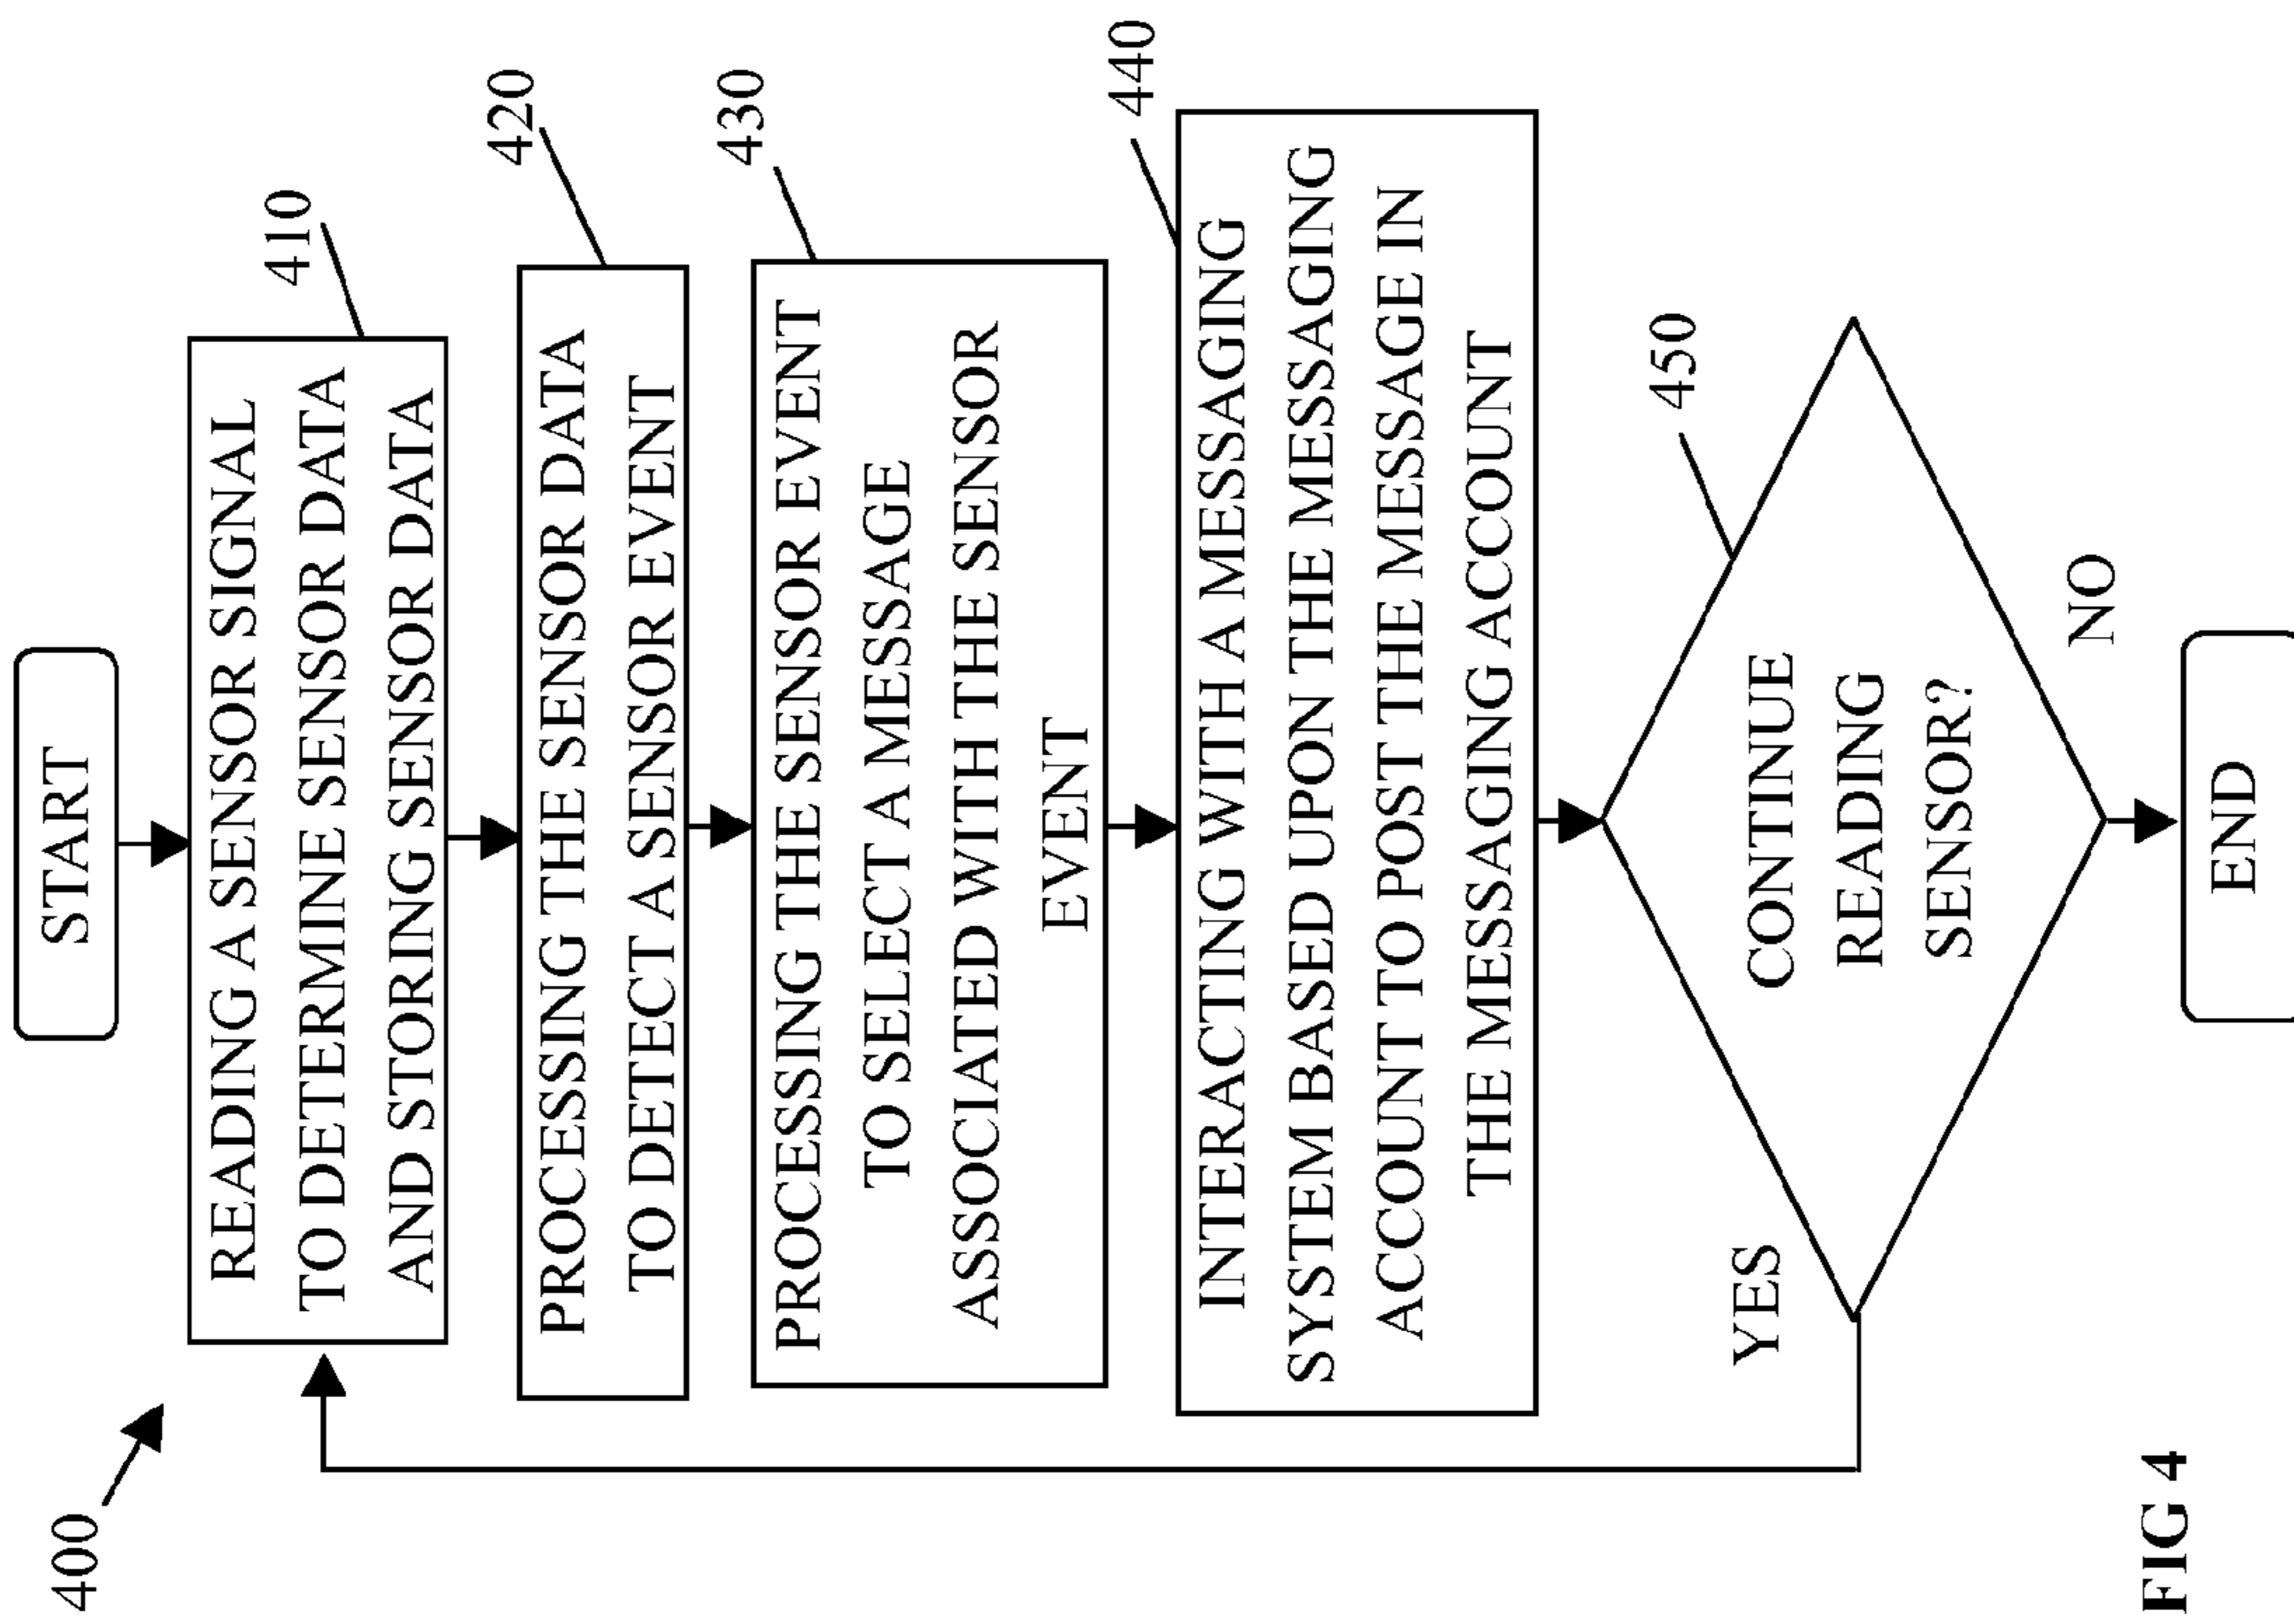 400
START
410
READING A SENSOR SIGNAL
TO DETERMINE SENSOR DATA
AND STORING SENSOR DATA
420
PROCESSING THE SENSOR DATA
TO DETECT A SENSOR EVENT
430
PROCESSING THE SENSOR EVENT
TO SELECT A MESSAGE
ASSOCIATED WITH THE SENSOR
EVENT
440
INTERACTING WITH A MESSAGING
SYSTEM BASED UPON THE MESSAGING
ACCOUNT TO POST THE MESSAGE IN
THE MESSAGING ACCOUNT
450
YES
CONTINUE
READING
SENSOR?
NO
END
FIG 4